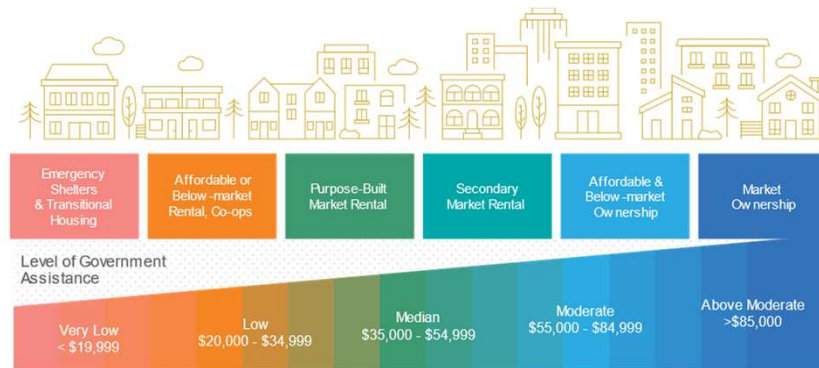 Emergency
Shelters
& Transitional
Housing
Affordable or
Below-market
Rental, Co-ops
Purpose-Built
Market Rental
Secondary
Market Rental
Affordable &
Below-market
Ownership
Market
Ownership
Level of Government
Assistance
Very Low
< $19,999
Low
$20,000 - $34,999
Median
$35,000 - $54,999
Moderate
$55,000 - $84,999
Above Moderate
>$85,000